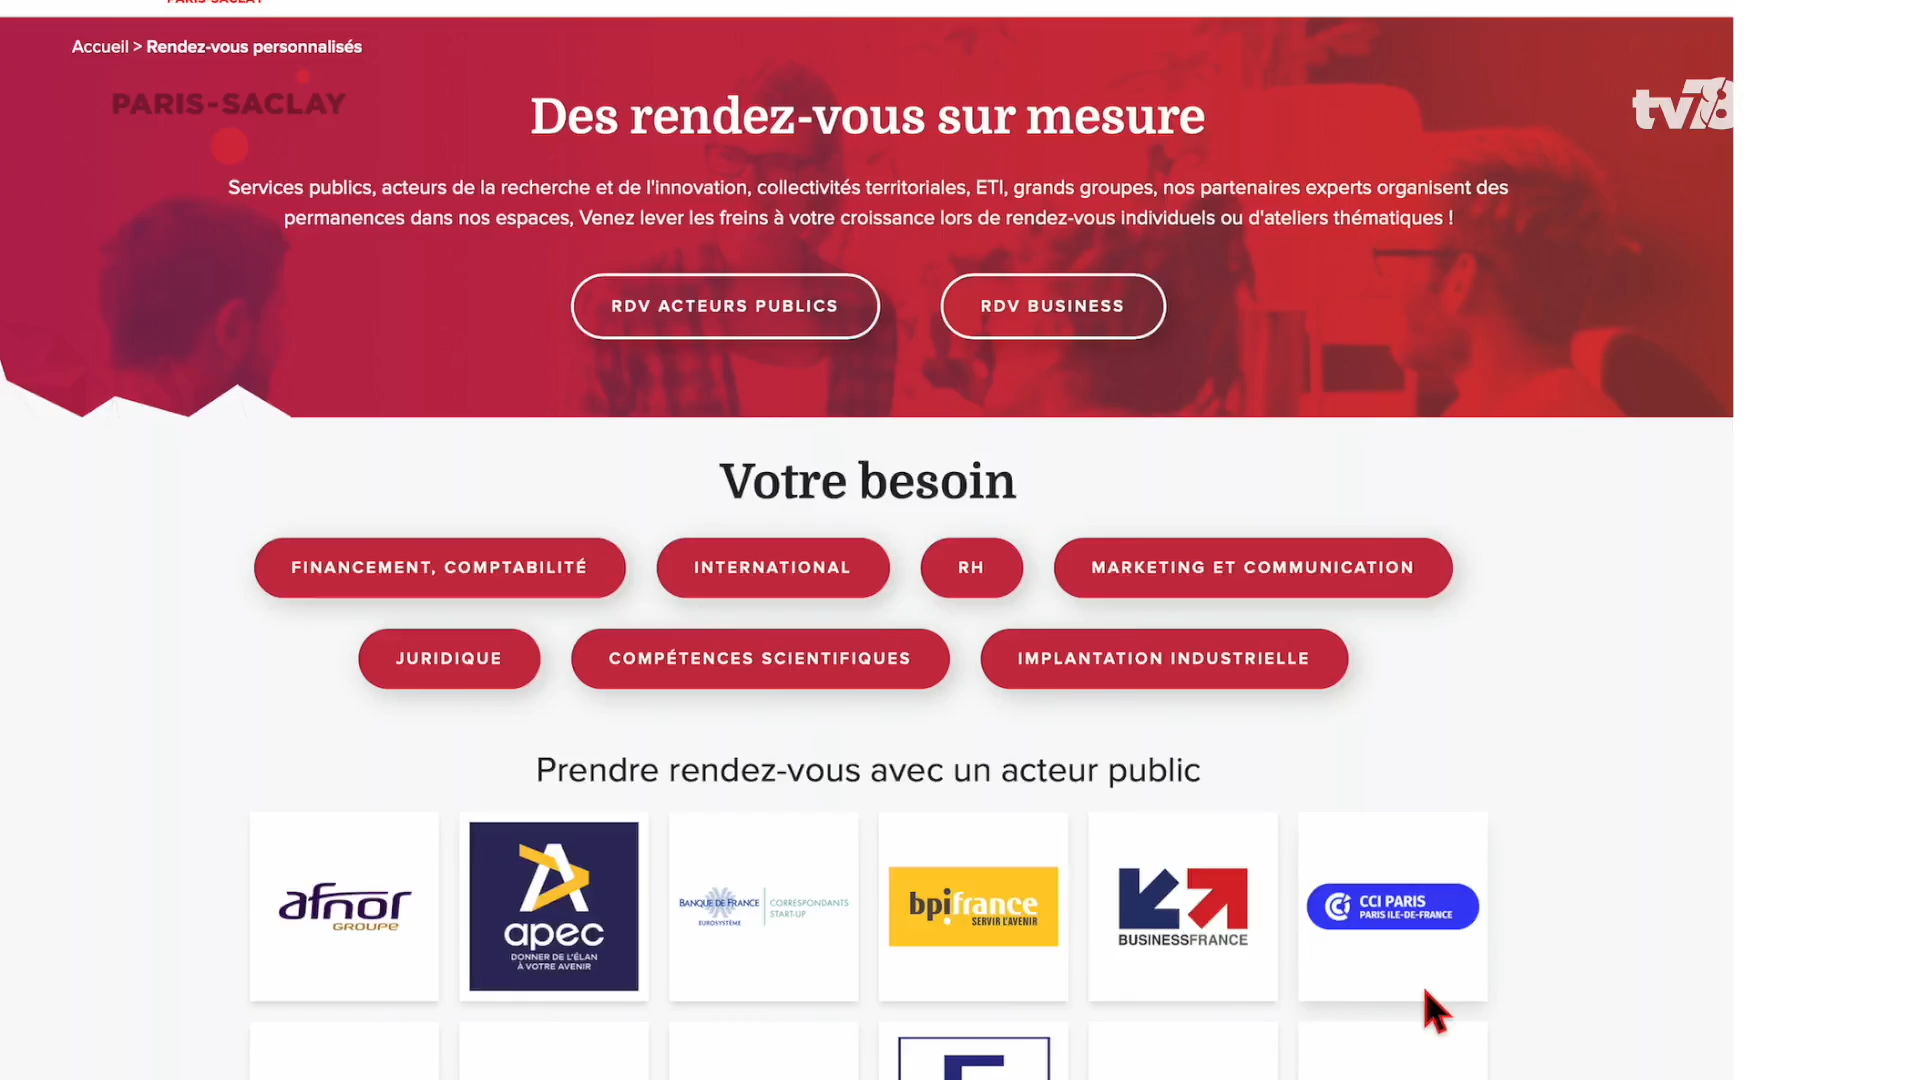 PARIS-SACLAY
Accueil > Rendez-vous personnalisés
PARIS-SACLAY
tv78
Des rendez-vous sur mesure
Services publics, acteurs de la recherche et de l'innovation, collectivités territoriales, ETI, grands groupes, nos partenaires experts organisent des
permanences dans nos espaces, Venez lever les freins à votre croissance lors de rendez-vous individuels ou d'ateliers thématiques !
RDV ACTEURS PUBLICS
RDV BUSINESS
Votre besoin
FINANCEMENT, COMPTABILITÉ
INTERNATIONAL
RH
MARKETING ET COMMUNICATION
JURIDIQUE
COMPÉTENCES SCIENTIFIQUES
IMPLANTATION INDUSTRIELLE
Prendre rendez-vous avec un acteur public
afnor
GROUPE
apec
DONNER DE L'ÉLAN
À VOTRE AVENIR
BANQUE DE FRANCE
EUROSYSTÈME
CORRESPONDANTS
START-UP
bpifrance
SERVIR L'AVENIR
BUSINESSFRANCE
CCI PARIS
PARIS ILE-DE-FRANCE